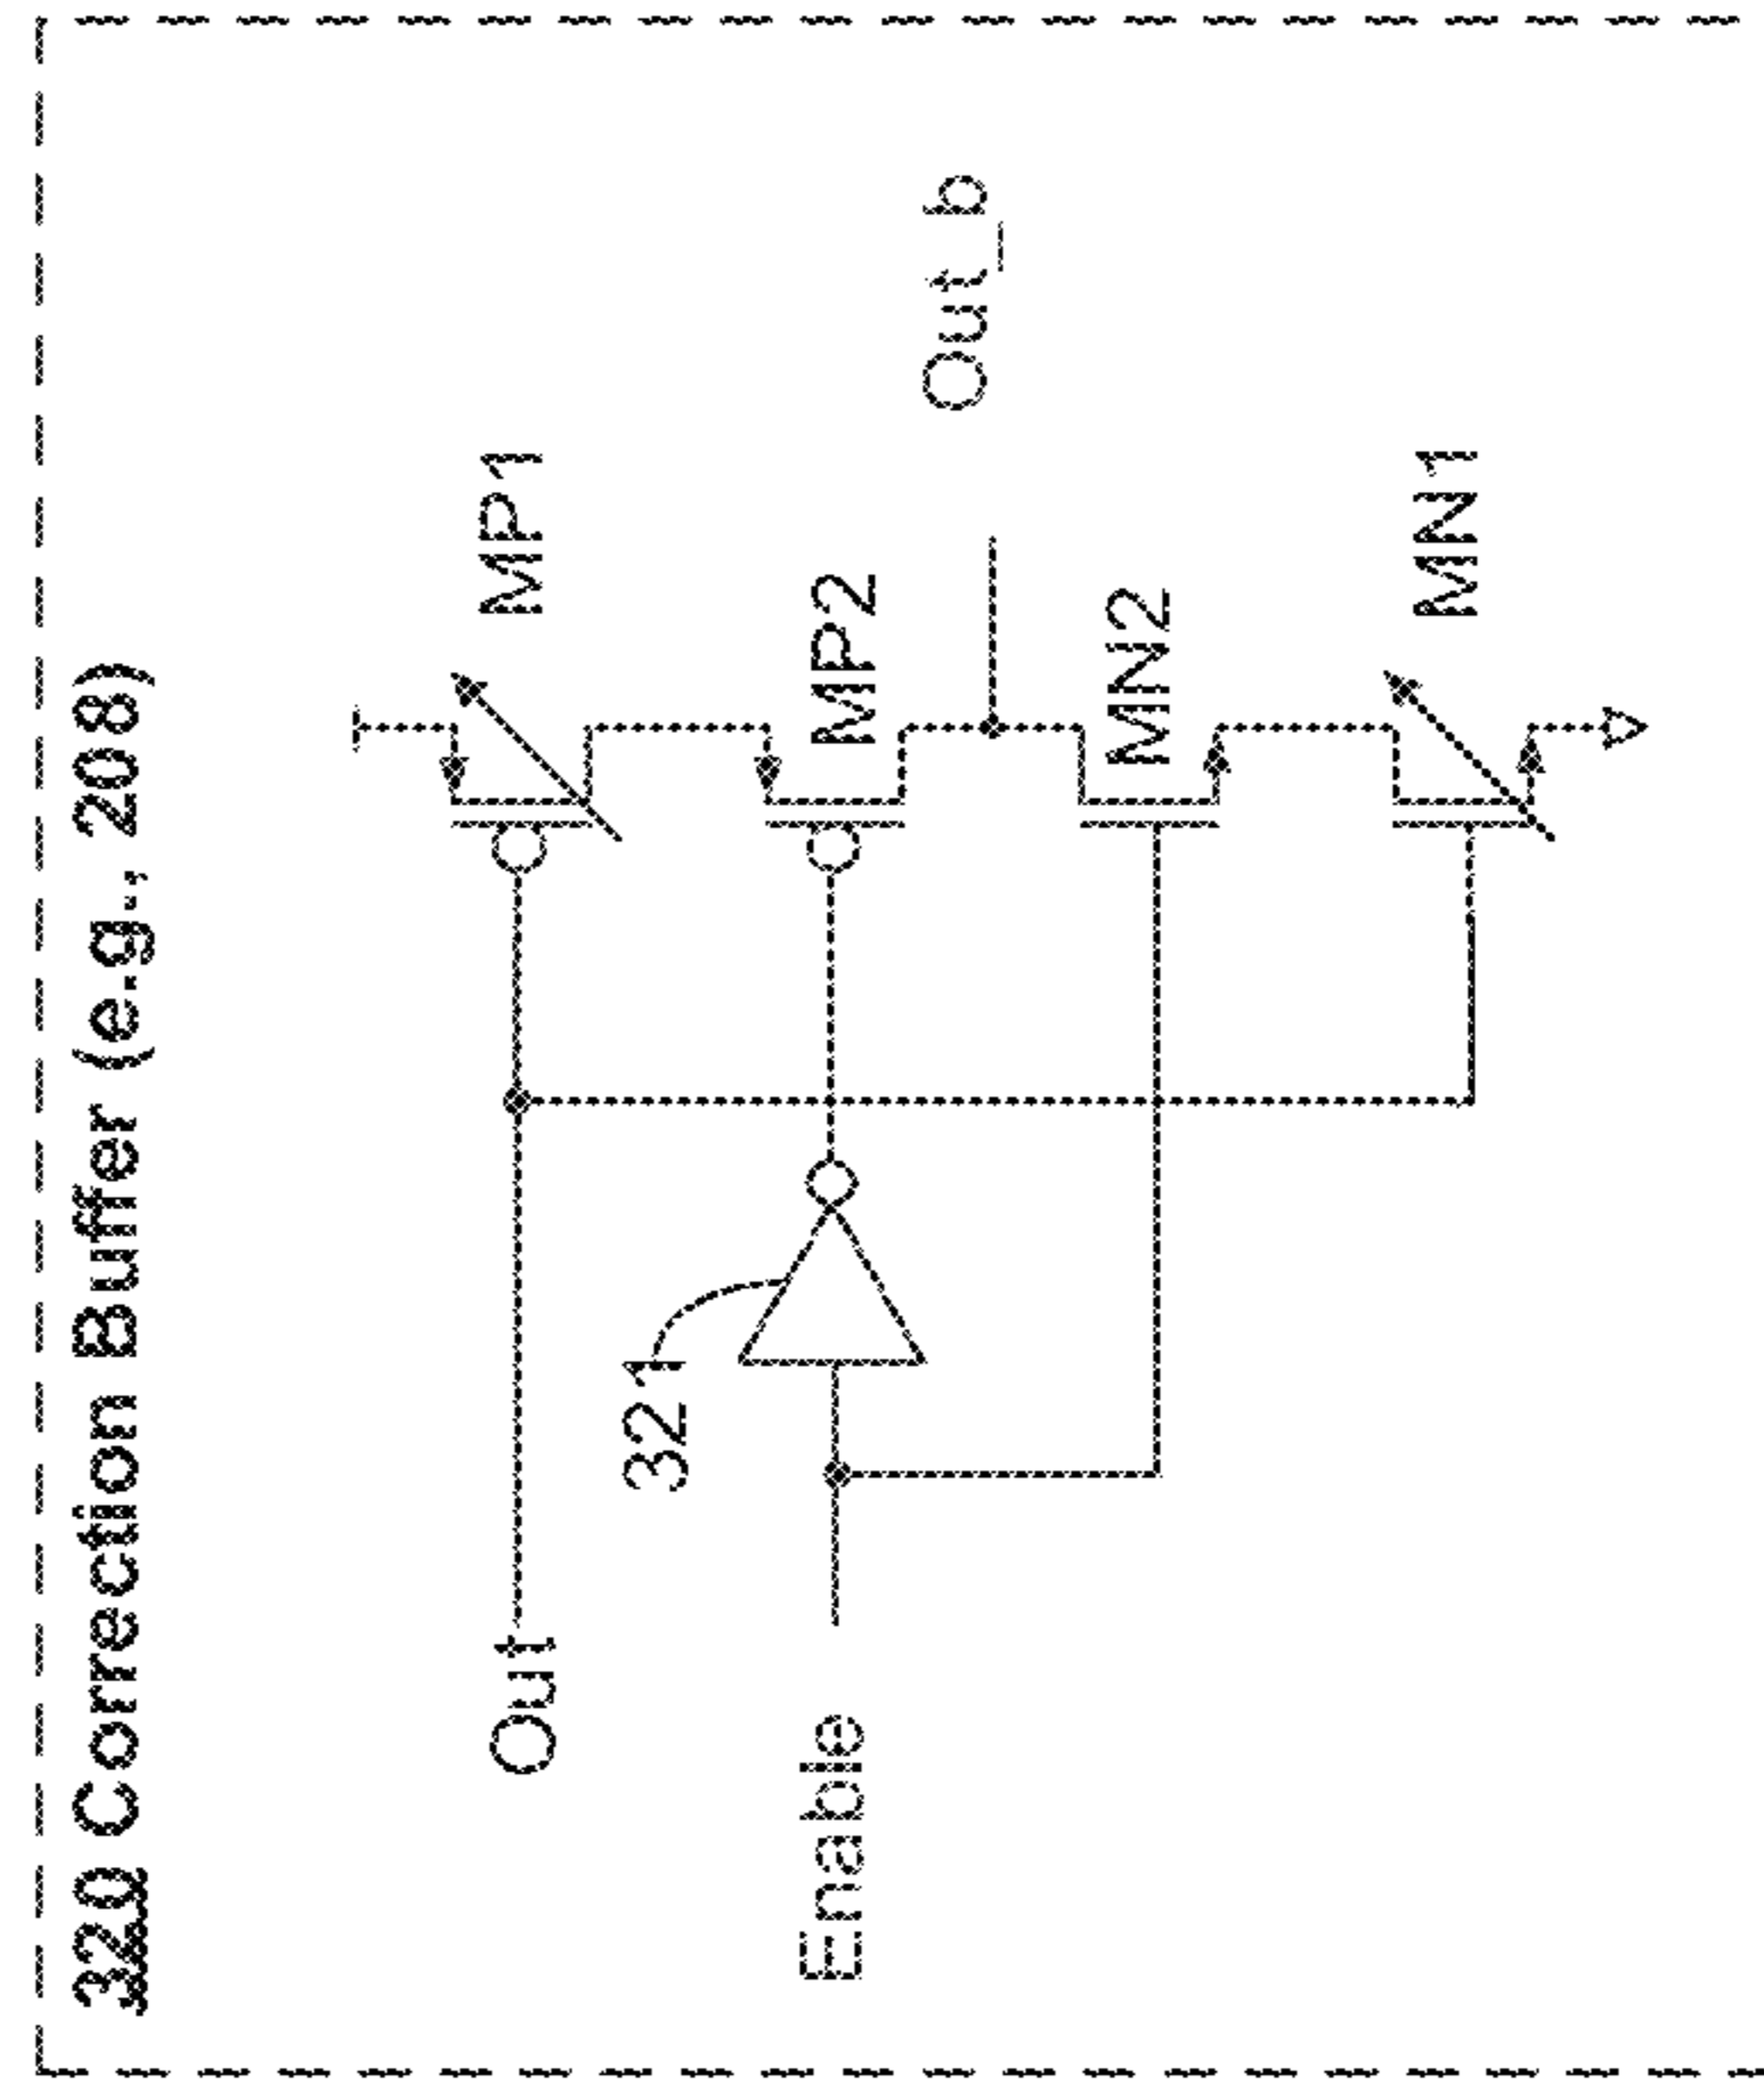 320 Correction Buffer (e.g., 208)
Out
MP1
321
Enable
MP2
Out_b
MN2
MN1